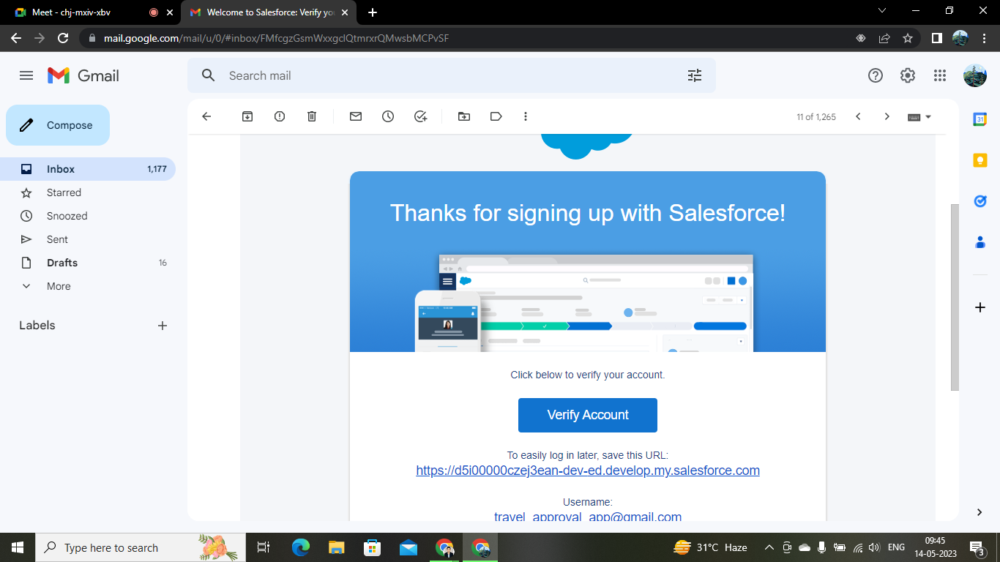 Meet - chj-mxiv-xbv
Welcome to Salesforce: Verify yo
mail.google.com/mail/u/0/#inbox/FMfcgzGsmWxxgclQtmrxrQMwsbMCPvSF
Gmail
Search mail
Compose
11 of 1,265
Inbox 1,177
Starred
Snoozed
Sent
Drafts 16
More
Labels
31
Thanks for signing up with Salesforce!
Click below to verify your account.
Verify Account
To easily log in later, save this URL:
https://d5i00000czej3ean-dev-ed.develop.my.salesforce.com
Username:
travel_approval_app@gmail.com
Type here to search
31°C Haze
ENG
09:45
14-05-2023
3